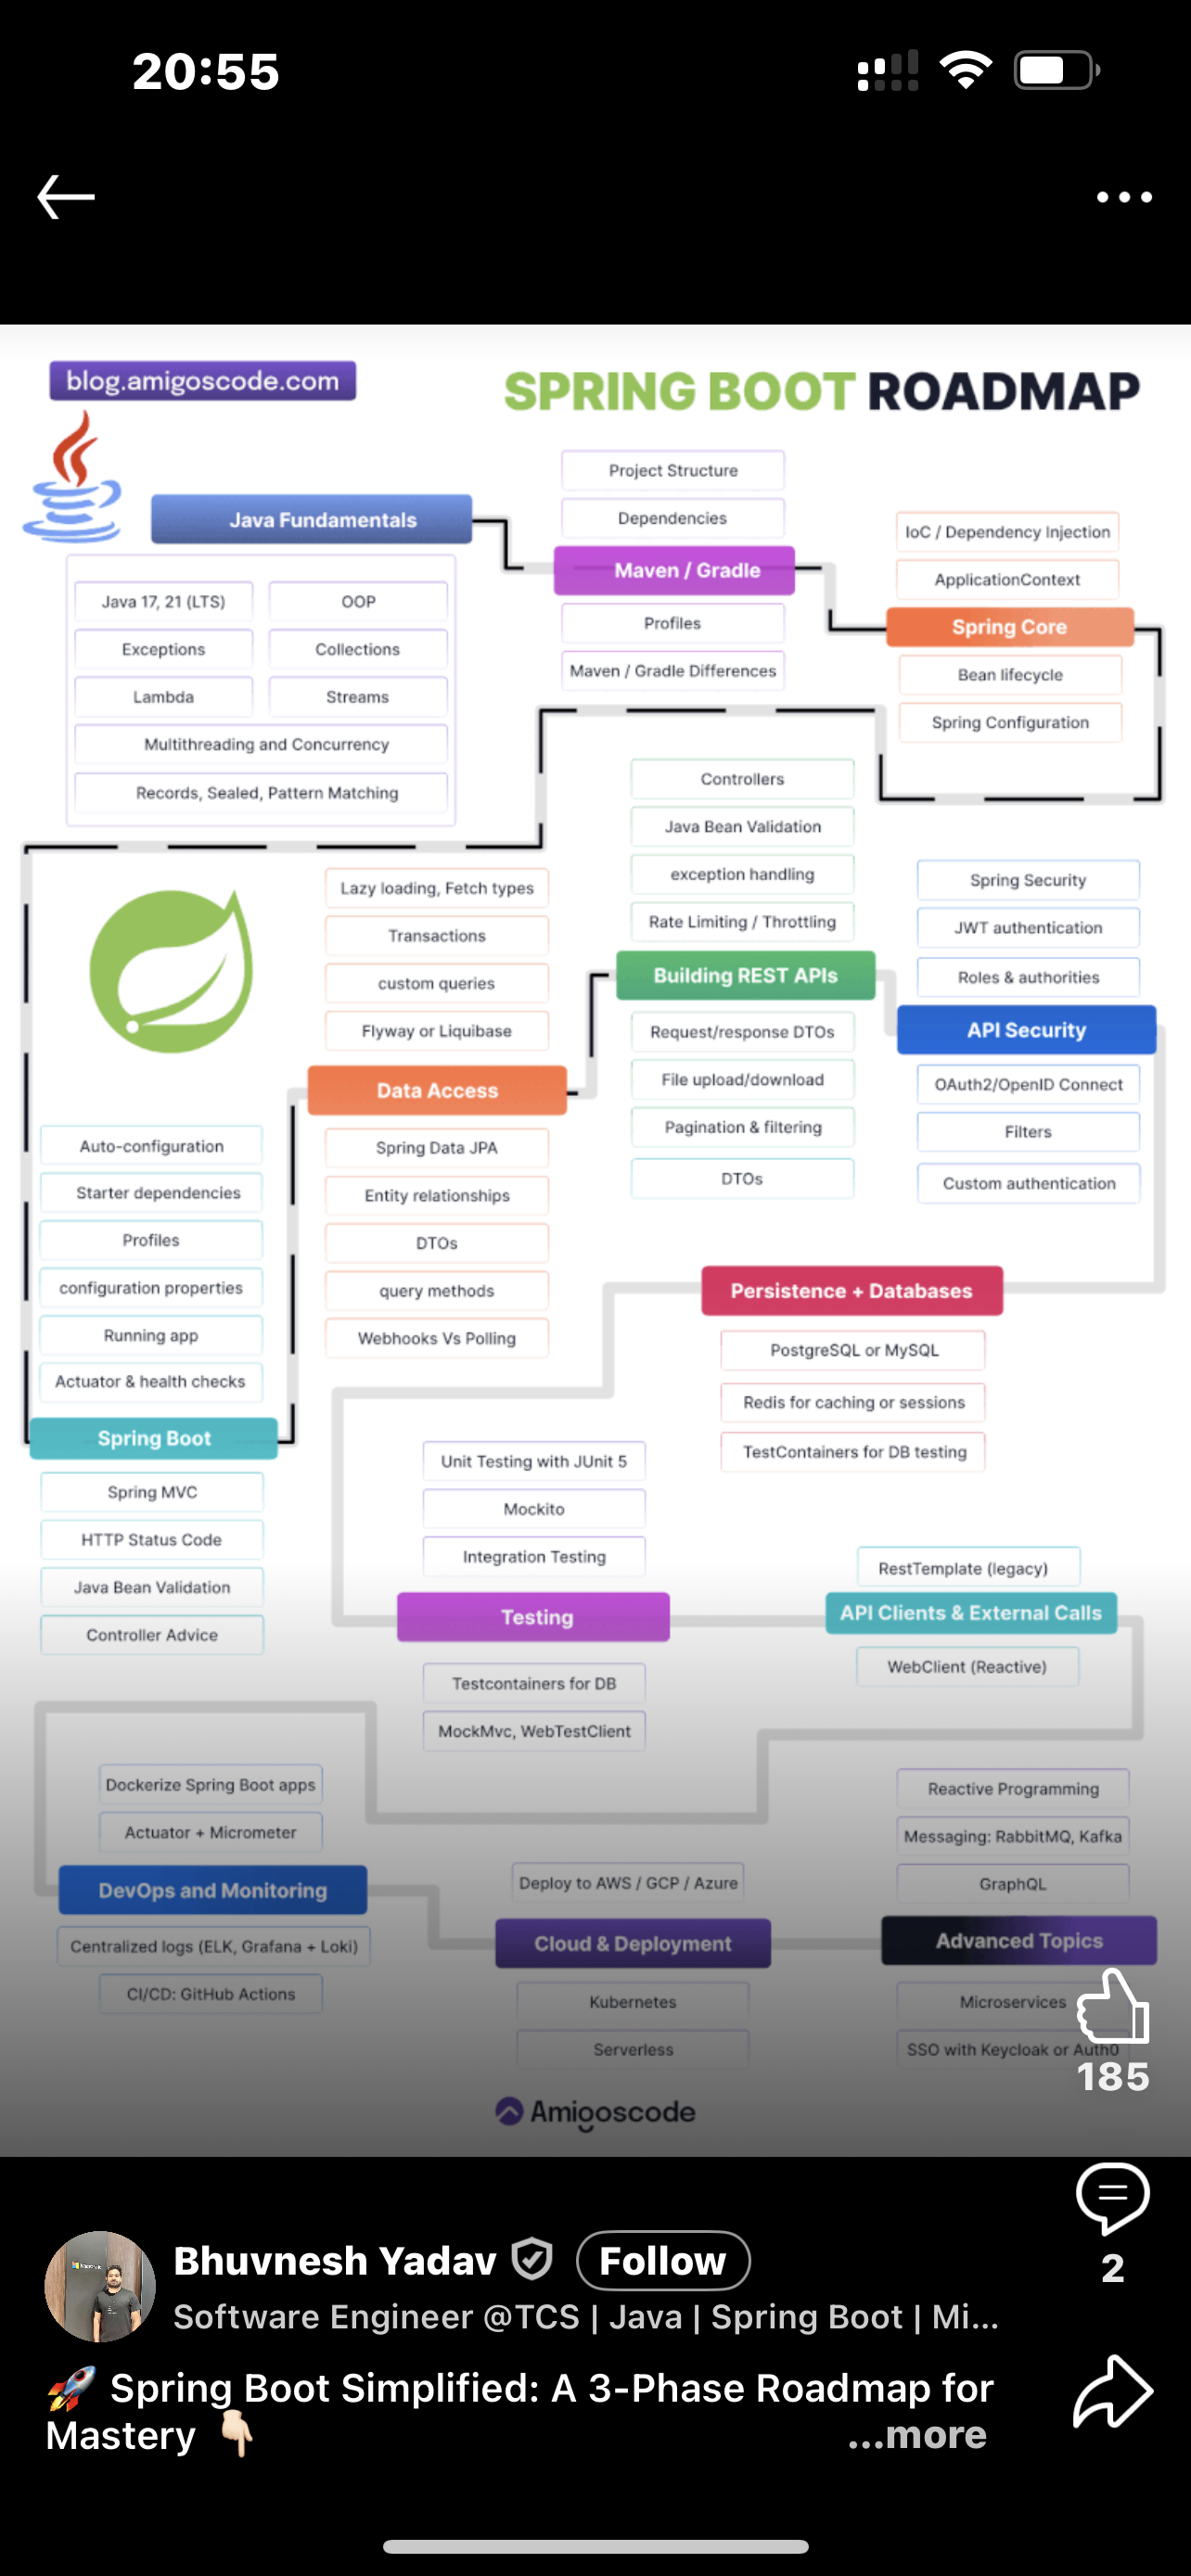 20:55
blog.amigoscode.com
SPRING BOOT ROADMAP
Java Fundamentals
Java 17, 21 (LTS)
OOP
Exceptions
Collections
Lambda
Streams
Multithreading and Concurrency
Records, Sealed, Pattern Matching
Project Structure
Dependencies
Maven / Gradle
Profiles
Maven / Gradle Differences
IoC / Dependency Injection
ApplicationContext
Spring Core
Bean lifecycle
Spring Configuration
Auto-configuration
Starter dependencies
Profiles
configuration properties
Running app
Actuator & health checks
Spring Boot
Spring MVC
HTTP Status Code
Java Bean Validation
Controller Advice
Lazy loading, Fetch types
Transactions
custom queries
Flyway or Liquibase
Data Access
Spring Data JPA
Entity relationships
DTOs
query methods
Webhooks Vs Polling
Controllers
Java Bean Validation
exception handling
Rate Limiting / Throttling
Building REST APIs
Request/response DTOs
File upload/download
Pagination & filtering
DTOs
Spring Security
JWT authentication
Roles & authorities
API Security
OAuth2/OpenID Connect
Filters
Custom authentication
Persistence + Databases
PostgreSQL or MySQL
Redis for caching or sessions
TestContainers for DB testing
Unit Testing with JUnit 5
Mockito
Integration Testing
Testing
Testcontainers for DB
MockMvc, WebTestClient
RestTemplate (legacy)
API Clients & External Calls
WebClient (Reactive)
Dockerize Spring Boot apps
Actuator + Micrometer
DevOps and Monitoring
Centralized logs (ELK, Grafana + Loki)
CI/CD: GitHub Actions
Deploy to AWS / GCP / Azure
Cloud & Deployment
Kubernetes
Serverless
Reactive Programming
Messaging: RabbitMQ, Kafka
GraphQL
Advanced Topics
Microservices
SSO with Keycloak or Auth0
185
Amigoscode
2
Bhuvnesh Yadav
Follow
Software Engineer @TCS | Java | Spring Boot | Mi...
🚀 Spring Boot Simplified: A 3-Phase Roadmap for
Mastery 👇🏻 ...more